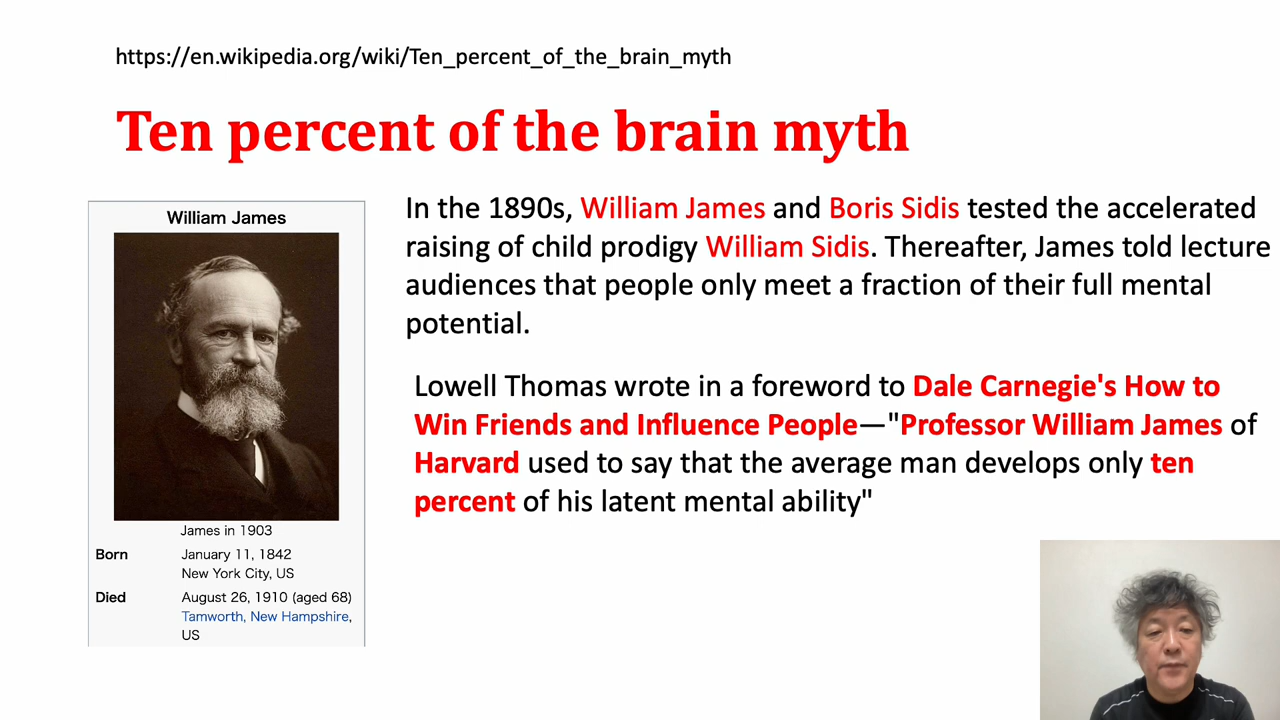 https://en.wikipedia.org/wiki/Ten_percent_of_the_brain_myth
Ten percent of the brain myth
William James
James in 1903
Born January 11, 1842
New York City, US
Died August 26, 1910 (aged 68)
Tamworth, New Hampshire,
US
In the 1890s, William James and Boris Sidis tested the accelerated
raising of child prodigy William Sidis. Thereafter, James told lecture
audiences that people only meet a fraction of their full mental
potential.
Lowell Thomas wrote in a foreword to Dale Carnegie's How to
Win Friends and Influence People—"Professor William James of
Harvard used to say that the average man develops only ten
percent of his latent mental ability"